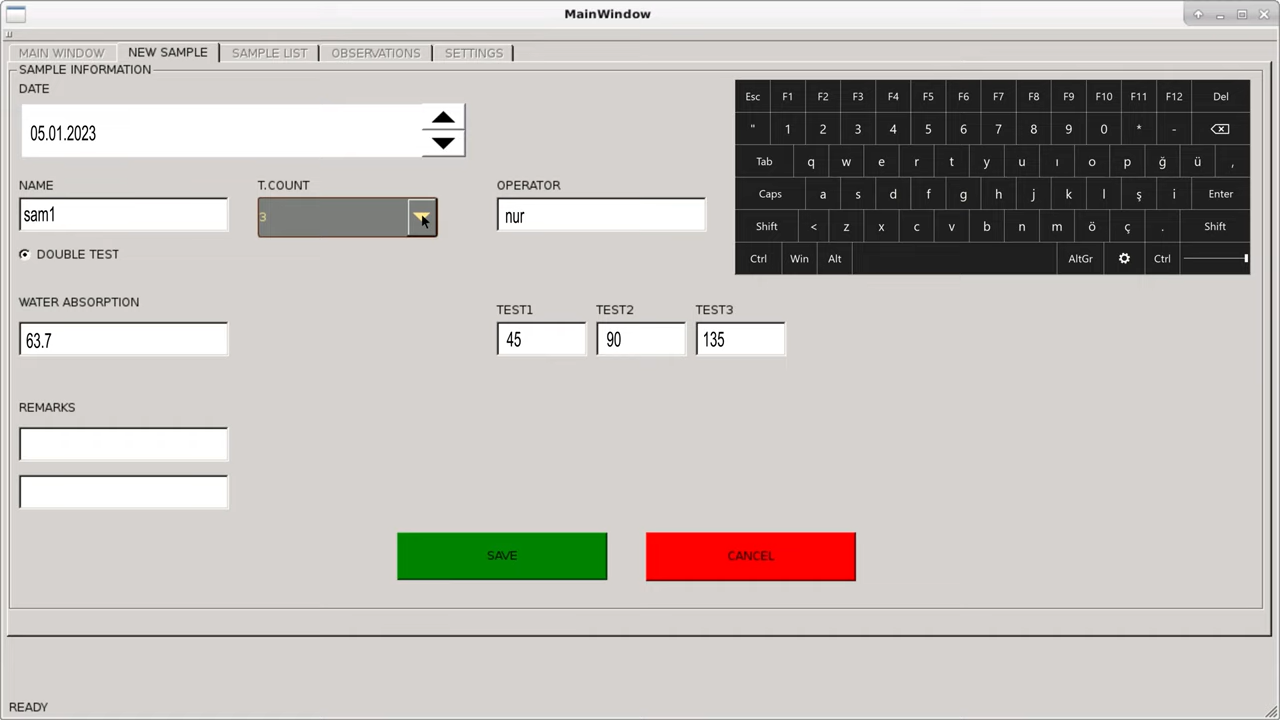 MainWindow
MAIN WINDOW NEW SAMPLE SAMPLE LIST OBSERVATIONS SETTINGS
SAMPLE INFORMATION
DATE
05.01.2023
NAME T.COUNT OPERATOR
sam1 3 nur
DOUBLE TEST
WATER ABSORPTION
63.7
TEST1 TEST2 TEST3
45 90 135
REMARKS
SAVE CANCEL
READY
Esc F1 F2 F3 F4 F5 F6 F7 F8 F9 F10 F11 F12 Del
" 1 2 3 4 5 6 7 8 9 0 * -
Tab q w e r t y u ı o p ğ ü ,
Caps a s d f g h j k l ş i Enter
Shift < z x c v b n m ö ç . Shift
Ctrl Win Alt AltGr Ctrl